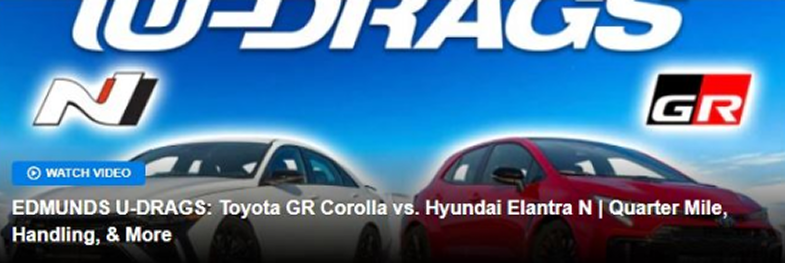 U-DRAGS
N
GR
WATCH VIDEO
EDMUNDS U-DRAGS: Toyota GR Corolla vs. Hyundai Elantra N | Quarter Mile,
Handling, & More